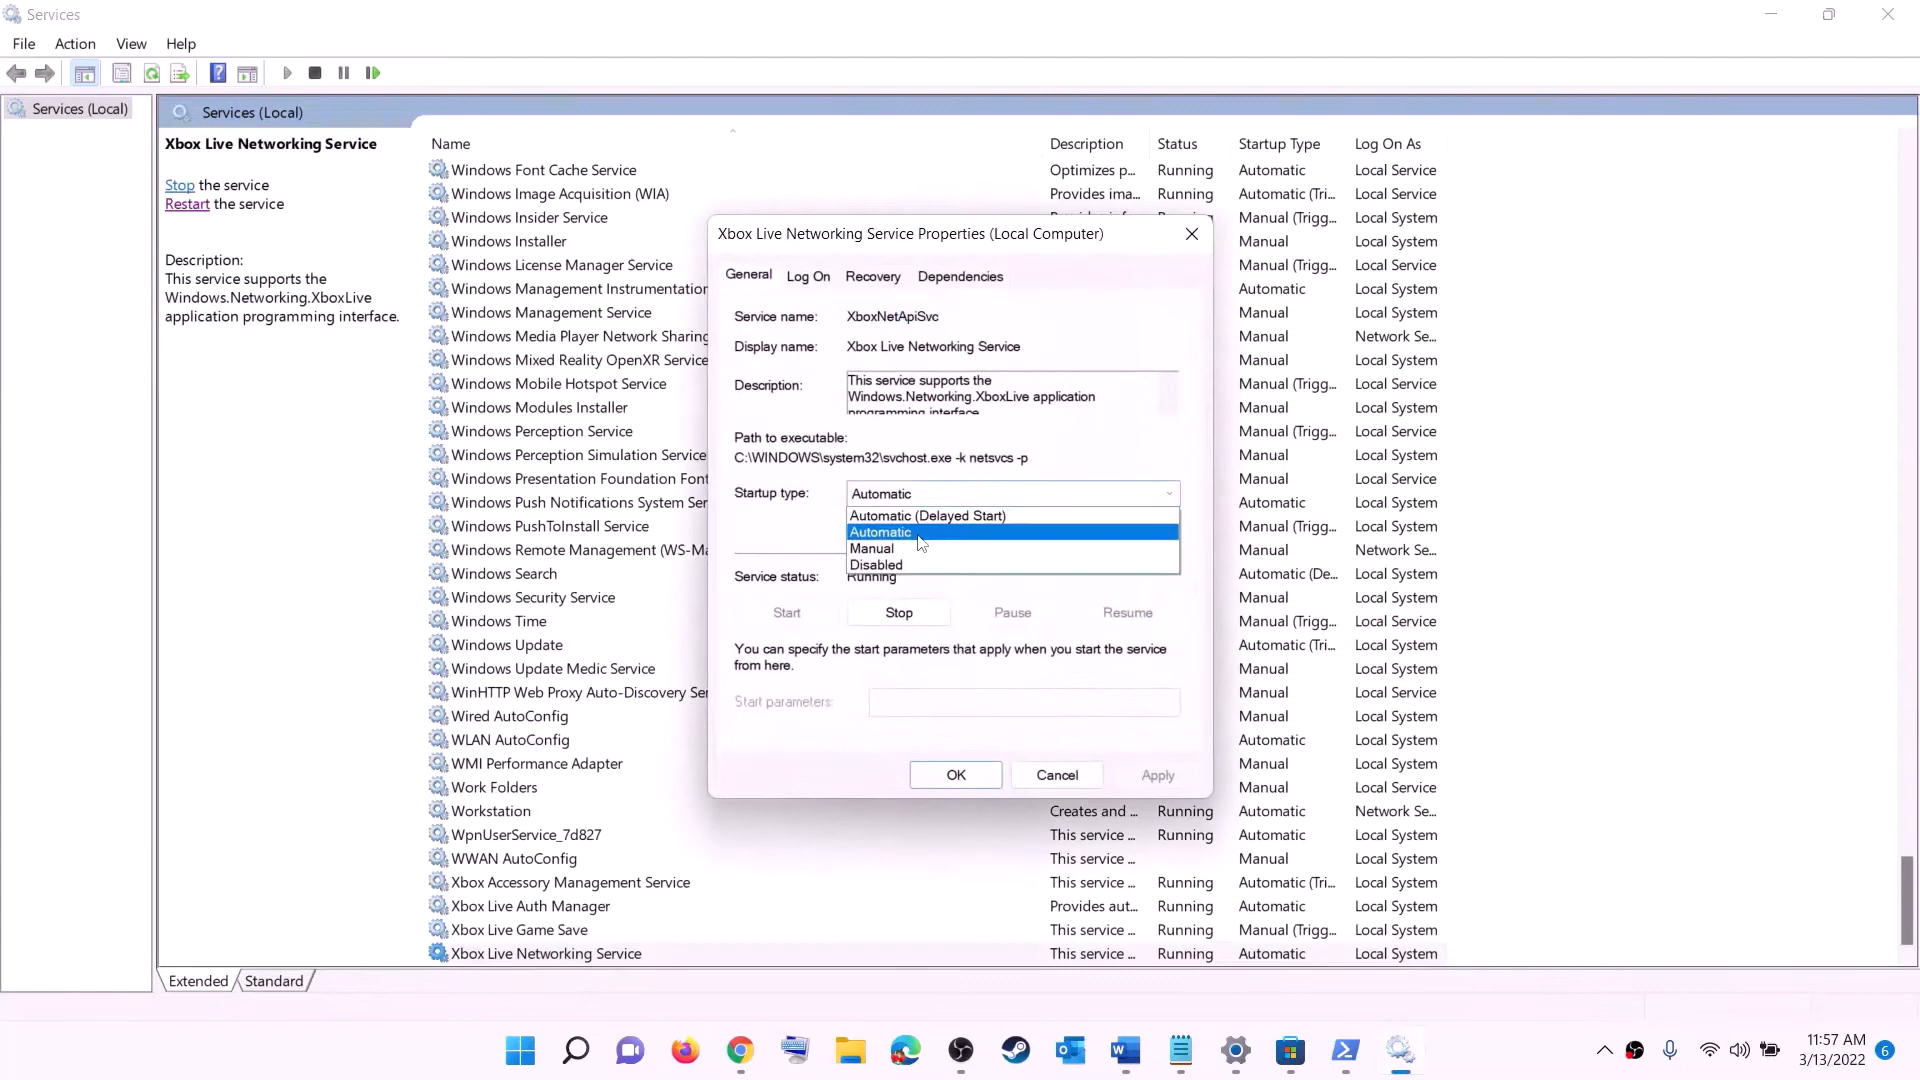 Services
File Action View Help
Services (Local)
Services (Local)
Xbox Live Networking Service
Stop the service
Restart the service
Description:
This service supports the
Windows.Networking.XboxLive
application programming interface.
Name Description Status Startup Type Log On As
Windows Font Cache Service Optimizes p... Running Automatic Local Service
Windows Image Acquisition (WIA) Provides ima... Running Automatic (Tri... Local Service
Windows Insider Service Manual (Trigg... Local System
Windows Installer Manual Local System
Windows License Manager Service Manual (Trigg... Local Service
Windows Management Instrumentation Automatic Local System
Windows Management Service Manual Local System
Windows Media Player Network Sharing Manual Network Se...
Windows Mixed Reality OpenXR Service Manual Local System
Windows Mobile Hotspot Service Manual (Trigg... Local Service
Windows Modules Installer Manual Local System
Windows Perception Service Manual (Trigg... Local Service
Windows Perception Simulation Service Manual Local System
Windows Presentation Foundation Font Manual Local Service
Windows Push Notifications System Ser Automatic Local System
Windows PushToInstall Service Manual (Trigg... Local System
Windows Remote Management (WS-Ma Manual Network Se...
Windows Search Automatic (De... Local System
Windows Security Service Manual Local System
Windows Time Manual (Trigg... Local Service
Windows Update Automatic (Tri... Local System
Windows Update Medic Service Manual Local System
WinHTTP Web Proxy Auto-Discovery Ser Manual Local Service
Wired AutoConfig Manual Local System
WLAN AutoConfig Automatic Local System
WMI Performance Adapter Manual Local System
Work Folders Manual Local Service
Workstation Creates and ... Running Automatic Network Se...
WpnUserService_7d827 This service ... Running Automatic Local System
WWAN AutoConfig This service ... Manual Local System
Xbox Accessory Management Service This service ... Running Automatic (Tri... Local System
Xbox Live Auth Manager Provides aut... Running Automatic Local System
Xbox Live Game Save This service ... Running Manual (Trigg... Local System
Xbox Live Networking Service This service ... Running Automatic Local System
Xbox Live Networking Service Properties (Local Computer)
General Log On Recovery Dependencies
Service name: XboxNetApiSvc
Display name: Xbox Live Networking Service
Description: This service supports the
Windows.Networking.XboxLive application
programming interface
Path to executable:
C:\WINDOWS\system32\svchost.exe -k netsvcs -p
Startup type: Automatic
Automatic (Delayed Start)
Automatic
Manual
Disabled
Service status: Running
Start Stop Pause Resume
You can specify the start parameters that apply when you start the service
from here.
Start parameters:
OK Cancel Apply
Extended Standard
11:57 AM
3/13/2022 6